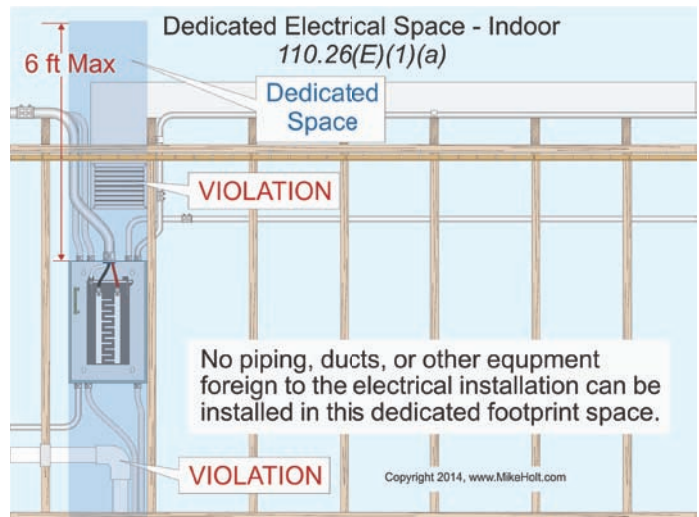 Dedicated Electrical Space - Indoor
110.26(E)(1)(a)
6 ft Max
Dedicated
Space
VIOLATION
No piping, ducts, or other equpment
foreign to the electrical installation can be
installed in this dedicated footprint space.
VIOLATION
Copyright 2014, www.MikeHolt.com